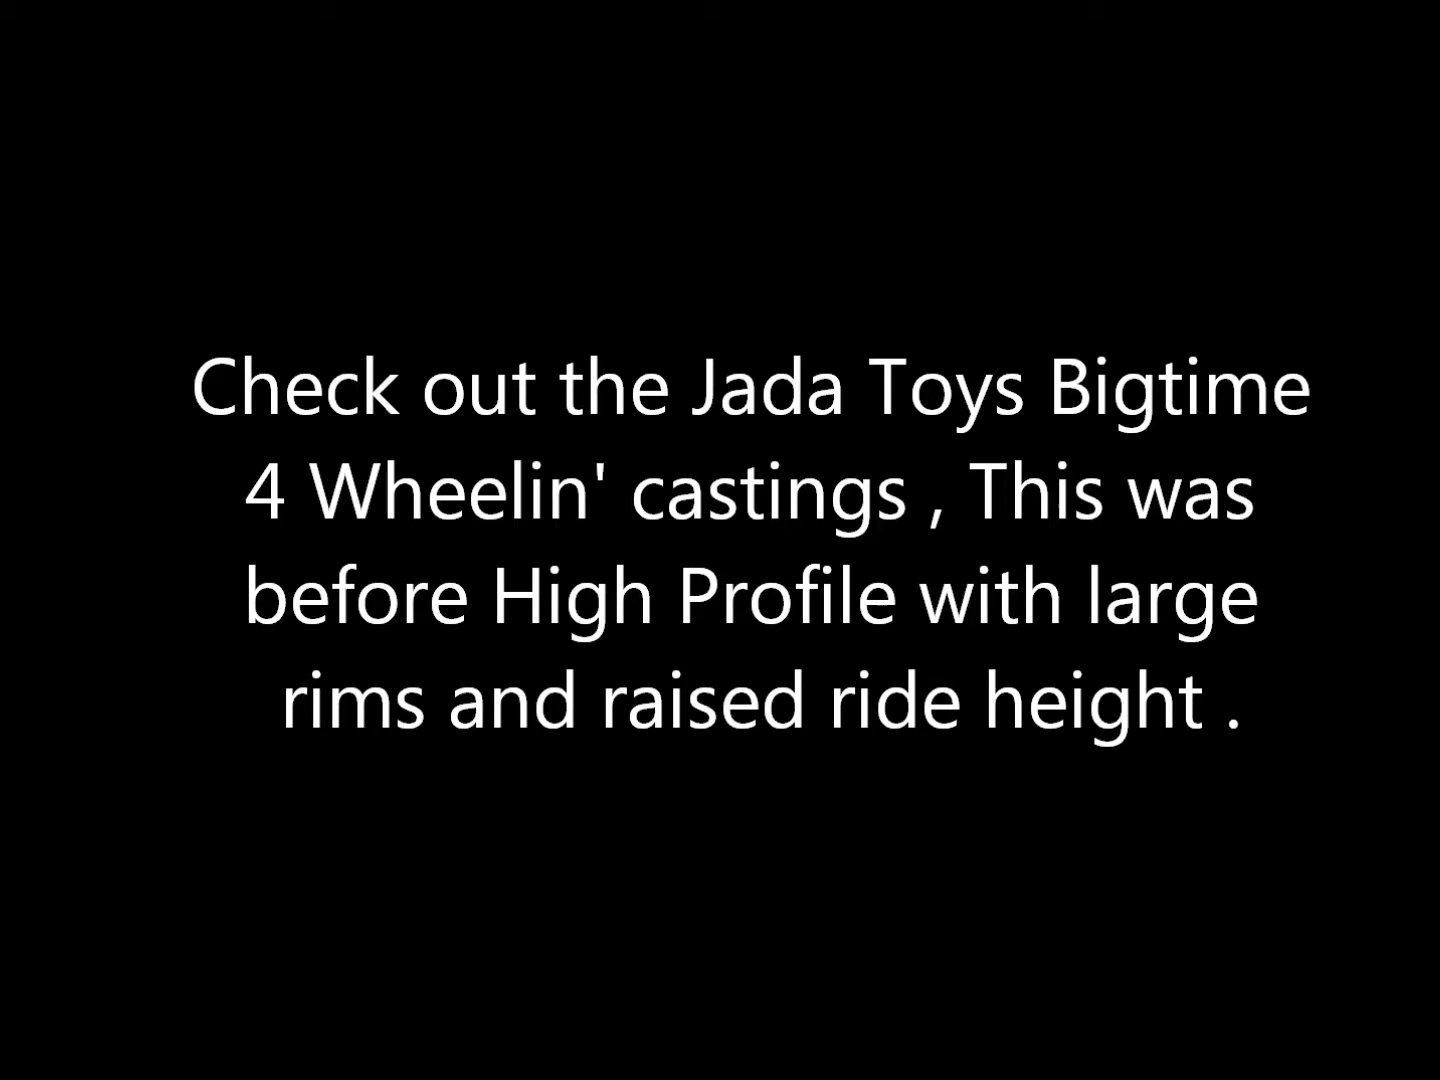 Check out the Jada Toys Bigtime
4 Wheelin' castings , This was
before High Profile with large
rims and raised ride height .